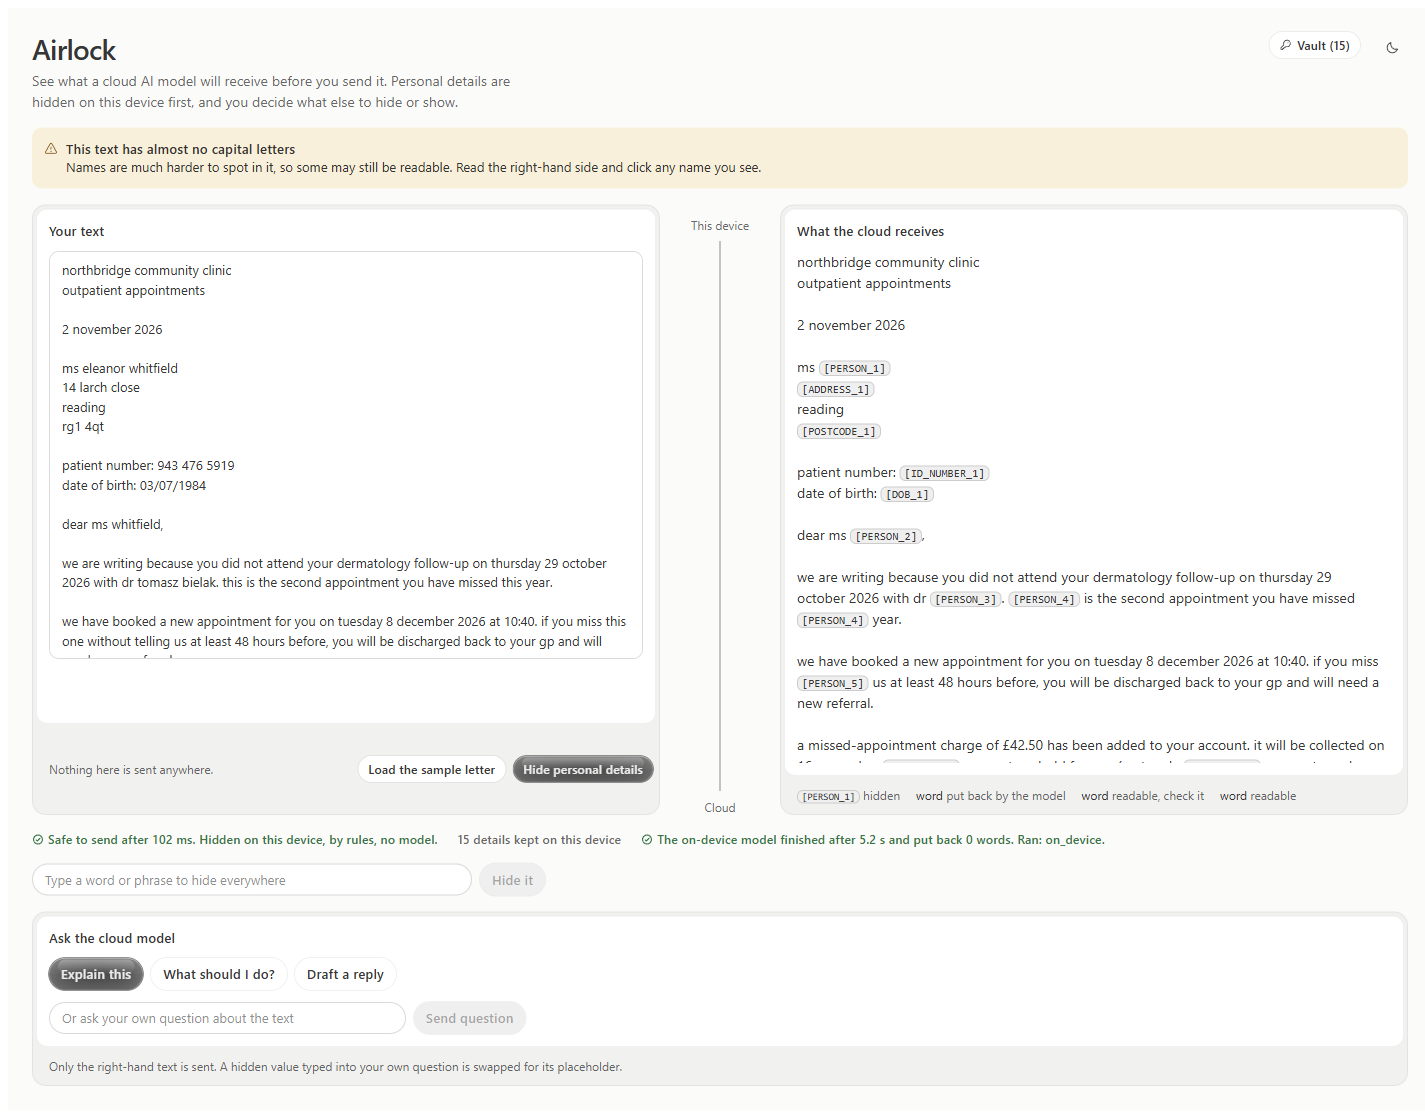 Airlock
Vault (15)
See what a cloud AI model will receive before you send it. Personal details are
hidden on this device first, and you decide what else to hide or show.
This text has almost no capital letters
Names are much harder to spot in it, so some may still be readable. Read the right-hand side and click any name you see.
Your text
northbridge community clinic
outpatient appointments
2 november 2026
ms eleanor whitfield
14 larch close
reading
rg1 4qt
patient number: 943 476 5919
date of birth: 03/07/1984
dear ms whitfield,
we are writing because you did not attend your dermatology follow-up on thursday 29 october
2026 with dr tomasz bielak. this is the second appointment you have missed this year.
we have booked a new appointment for you on tuesday 8 december 2026 at 10:40. if you miss this
one without telling us at least 48 hours before, you will be discharged back to your gp and will
Nothing here is sent anywhere.
Load the sample letter
Hide personal details
This device
Cloud
What the cloud receives
northbridge community clinic
outpatient appointments
2 november 2026
ms [PERSON_1]
[ADDRESS_1]
reading
[POSTCODE_1]
patient number: [ID_NUMBER_1]
date of birth: [DOB_1]
dear ms [PERSON_2],
we are writing because you did not attend your dermatology follow-up on thursday 29
october 2026 with dr [PERSON_3]. [PERSON_4] is the second appointment you have missed
[PERSON_4] year.
we have booked a new appointment for you on tuesday 8 december 2026 at 10:40. if you miss
[PERSON_5] us at least 48 hours before, you will be discharged back to your gp and will need a
new referral.
a missed-appointment charge of £42.50 has been added to your account. it will be collected on
[PERSON_1] hidden word put back by the model word readable, check it word readable
Safe to send after 102 ms. Hidden on this device, by rules, no model. 15 details kept on this device The on-device model finished after 5.2 s and put back 0 words. Ran: on_device.
Type a word or phrase to hide everywhere
Hide it
Ask the cloud model
Explain this
What should I do?
Draft a reply
Or ask your own question about the text
Send question
Only the right-hand text is sent. A hidden value typed into your own question is swapped for its placeholder.